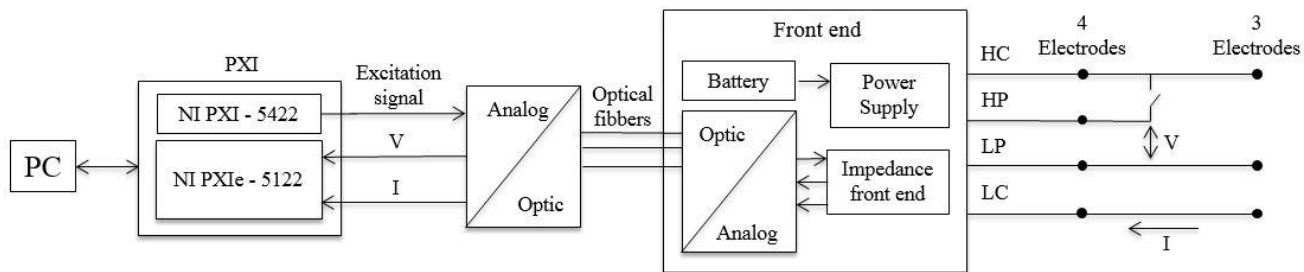 PC
PXI
NI PXI - 5422
NI PXIe - 5122
Excitation
signal
V
I
Analog
Optic
Optical
fibbers
Front end
Battery
Power
Supply
Optic
Analog
Impedance
front end
HC
HP
LP
LC
4
Electrodes
3
Electrodes
V
I